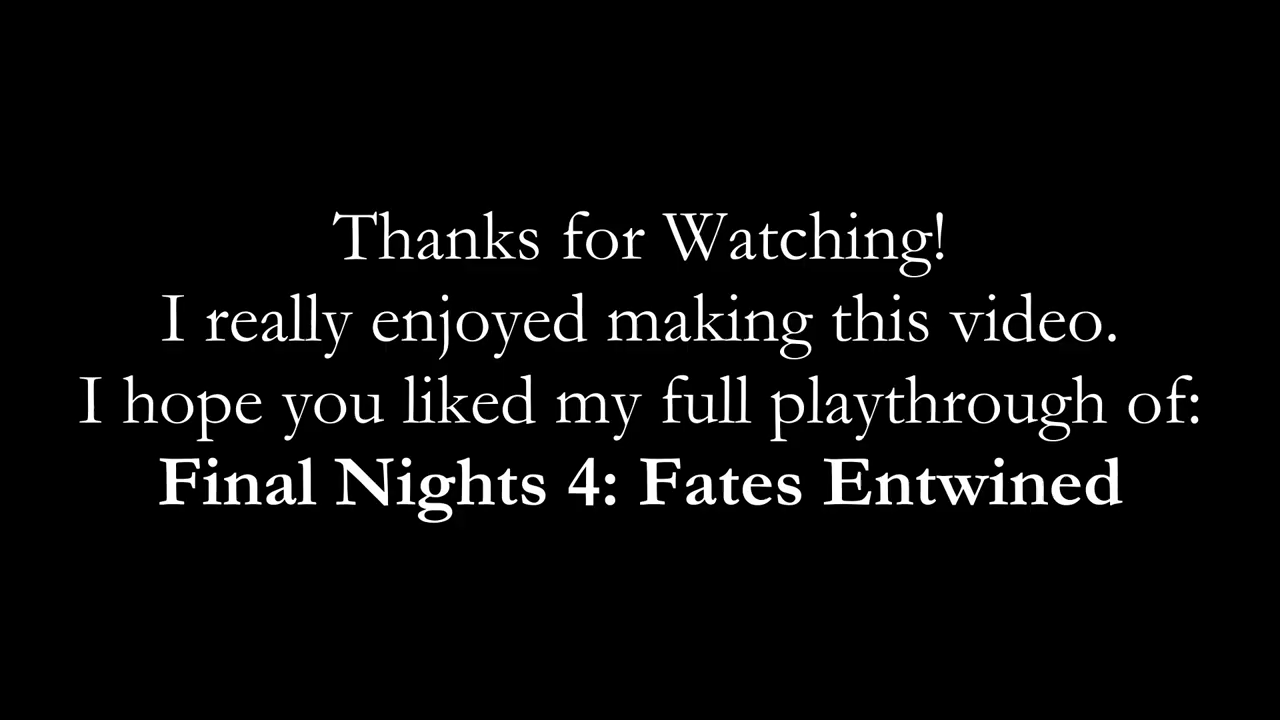 Thanks for Watching!
I really enjoyed making this video.
I hope you liked my full playthrough of:
Final Nights 4: Fates Entwined